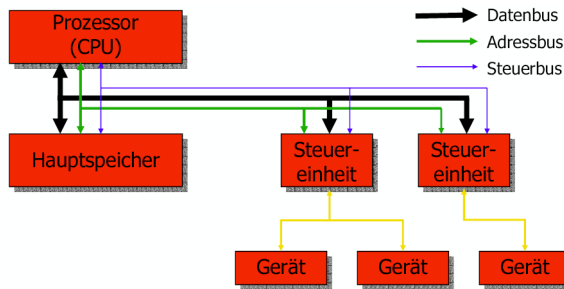 Prozessor
(CPU)
Datenbus
Adressbus
Steuerbus
Hauptspeicher
Steuer-
einheit
Steuer-
einheit
Gerät
Gerät
Gerät